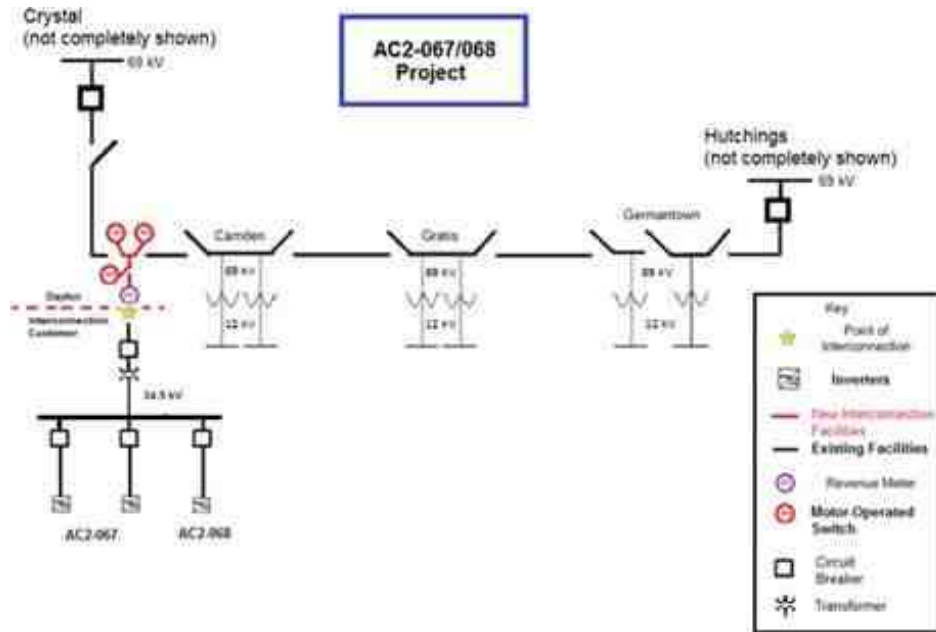 Crystal
(not completely shown)
69 kV
AC2-067/068
Project
Hutchings
(not completely shown)
69 kV
Germantown
Camden
Gratis
69 kV
69 kV
69 kV
12 kV
12 kV
12 kV
Dayton
Interconnection
Customer
34.5 kV
AC2-067
AC2-068
Key
Point of
Interconnection
Inverters
New Interconnection
Facilities
Existing Facilities
Revenue Meter
Motor-Operated
Switch
Circuit
Breaker
Transformer